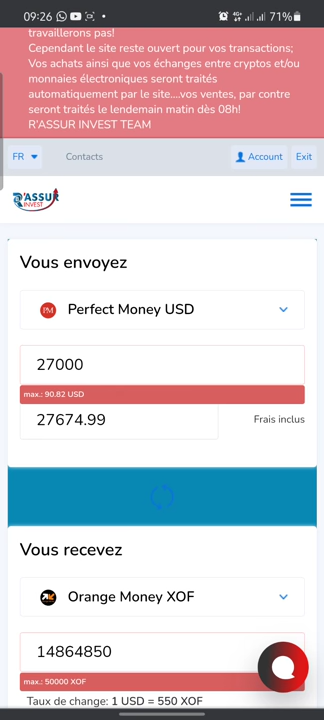 09:26
4G+
71%
travaillerons pas!
Cependant le site reste ouvert pour vos transactions;
Vos achats ainsi que vos échanges entre cryptos et/ou
monnaies électroniques seront traités
automatiquement par le site....vos ventes, par contre
seront traités le lendemain matin dès 08h!
R'ASSUR INVEST TEAM
FR
Contacts
Account
Exit
R'ASSUR
INVEST
Vous envoyez
PM
Perfect Money USD
27000
max.: 90.82 USD
27674.99
Frais inclus
Vous recevez
Orange Money XOF
14864850
max.: 50000 XOF
Taux de change: 1 USD = 550 XOF